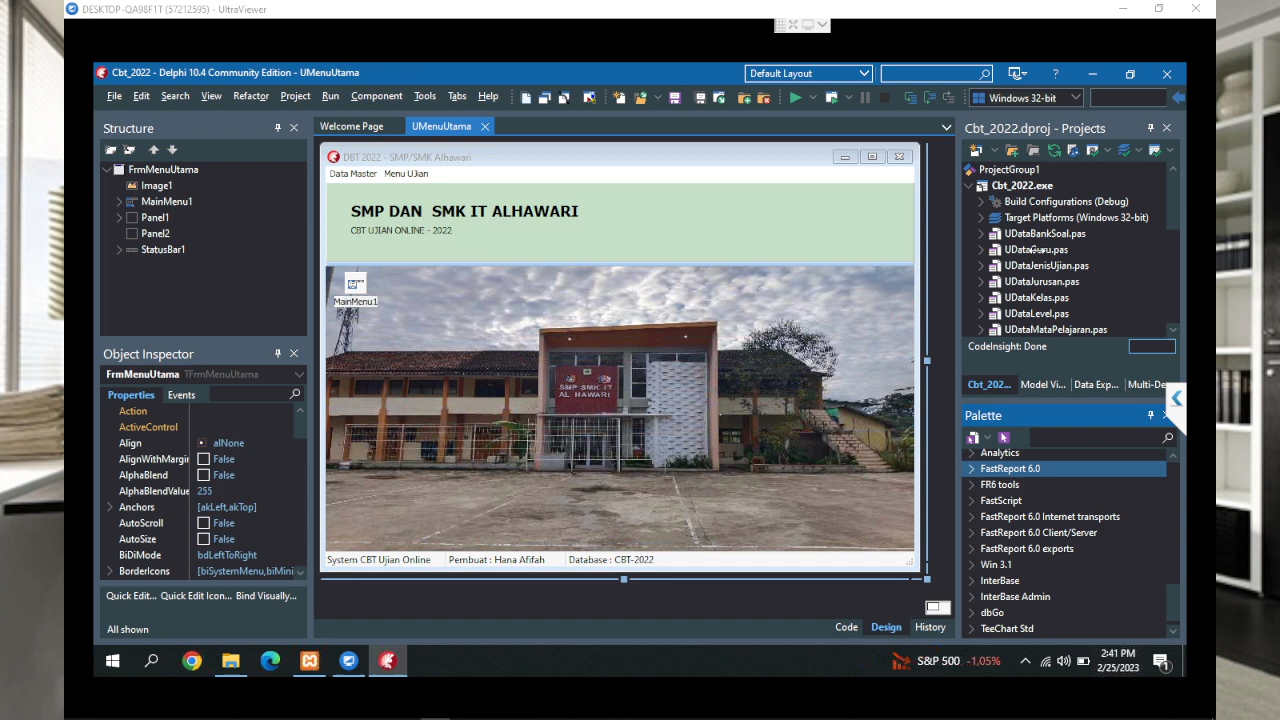 DESKTOP-QA98F1T (57212595) - UltraViewer
Cbt_2022 - Delphi 10.4 Community Edition - UMenuUtama
Default Layout
?
File Edit Search View Refactor Project Run Component Tools Tabs Help
Windows 32-bit
Structure
FrmMenuUtama
Image1
MainMenu1
Panel1
Panel2
StatusBar1
Object Inspector
FrmMenuUtama TFrmMenuUtama
Properties Events
Action
ActiveControl
Align alNone
AlignWithMargin False
AlphaBlend False
AlphaBlendValue 255
Anchors [akLeft,akTop]
AutoScroll False
AutoSize False
BiDiMode bdLeftToRight
BorderIcons [biSystemMenu,biMini
Quick Edit... Quick Edit Icon... Bind Visually...
All shown
Welcome Page UMenuUtama
DBT 2022 - SMP/SMK Alhawari
Data Master Menu UJian
SMP DAN SMK IT ALHAWARI
CBT UJIAN ONLINE - 2022
MainMenu1
SMP SMK IT
AL HAWARI
System CBT Ujian Online Pembuat : Hana Afifah Database : CBT-2022
Code Design History
Cbt_2022.dproj - Projects
ProjectGroup1
Cbt_2022.exe
Build Configurations (Debug)
Target Platforms (Windows 32-bit)
UDataBankSoal.pas
UDataGuru.pas
UDataJenisUjian.pas
UDataJurusan.pas
UDataKelas.pas
UDataLevel.pas
UDataMataPelajaran.pas
CodeInsight: Done
Cbt_202... Model Vi... Data Exp... Multi-De
Palette
Analytics
FastReport 6.0
FR6 tools
FastScript
FastReport 6.0 Internet transports
FastReport 6.0 Client/Server
FastReport 6.0 exports
Win 3.1
InterBase
InterBase Admin
dbGo
TeeChart Std
S&P 500 -1,05%
2:41 PM
2/25/2023
1